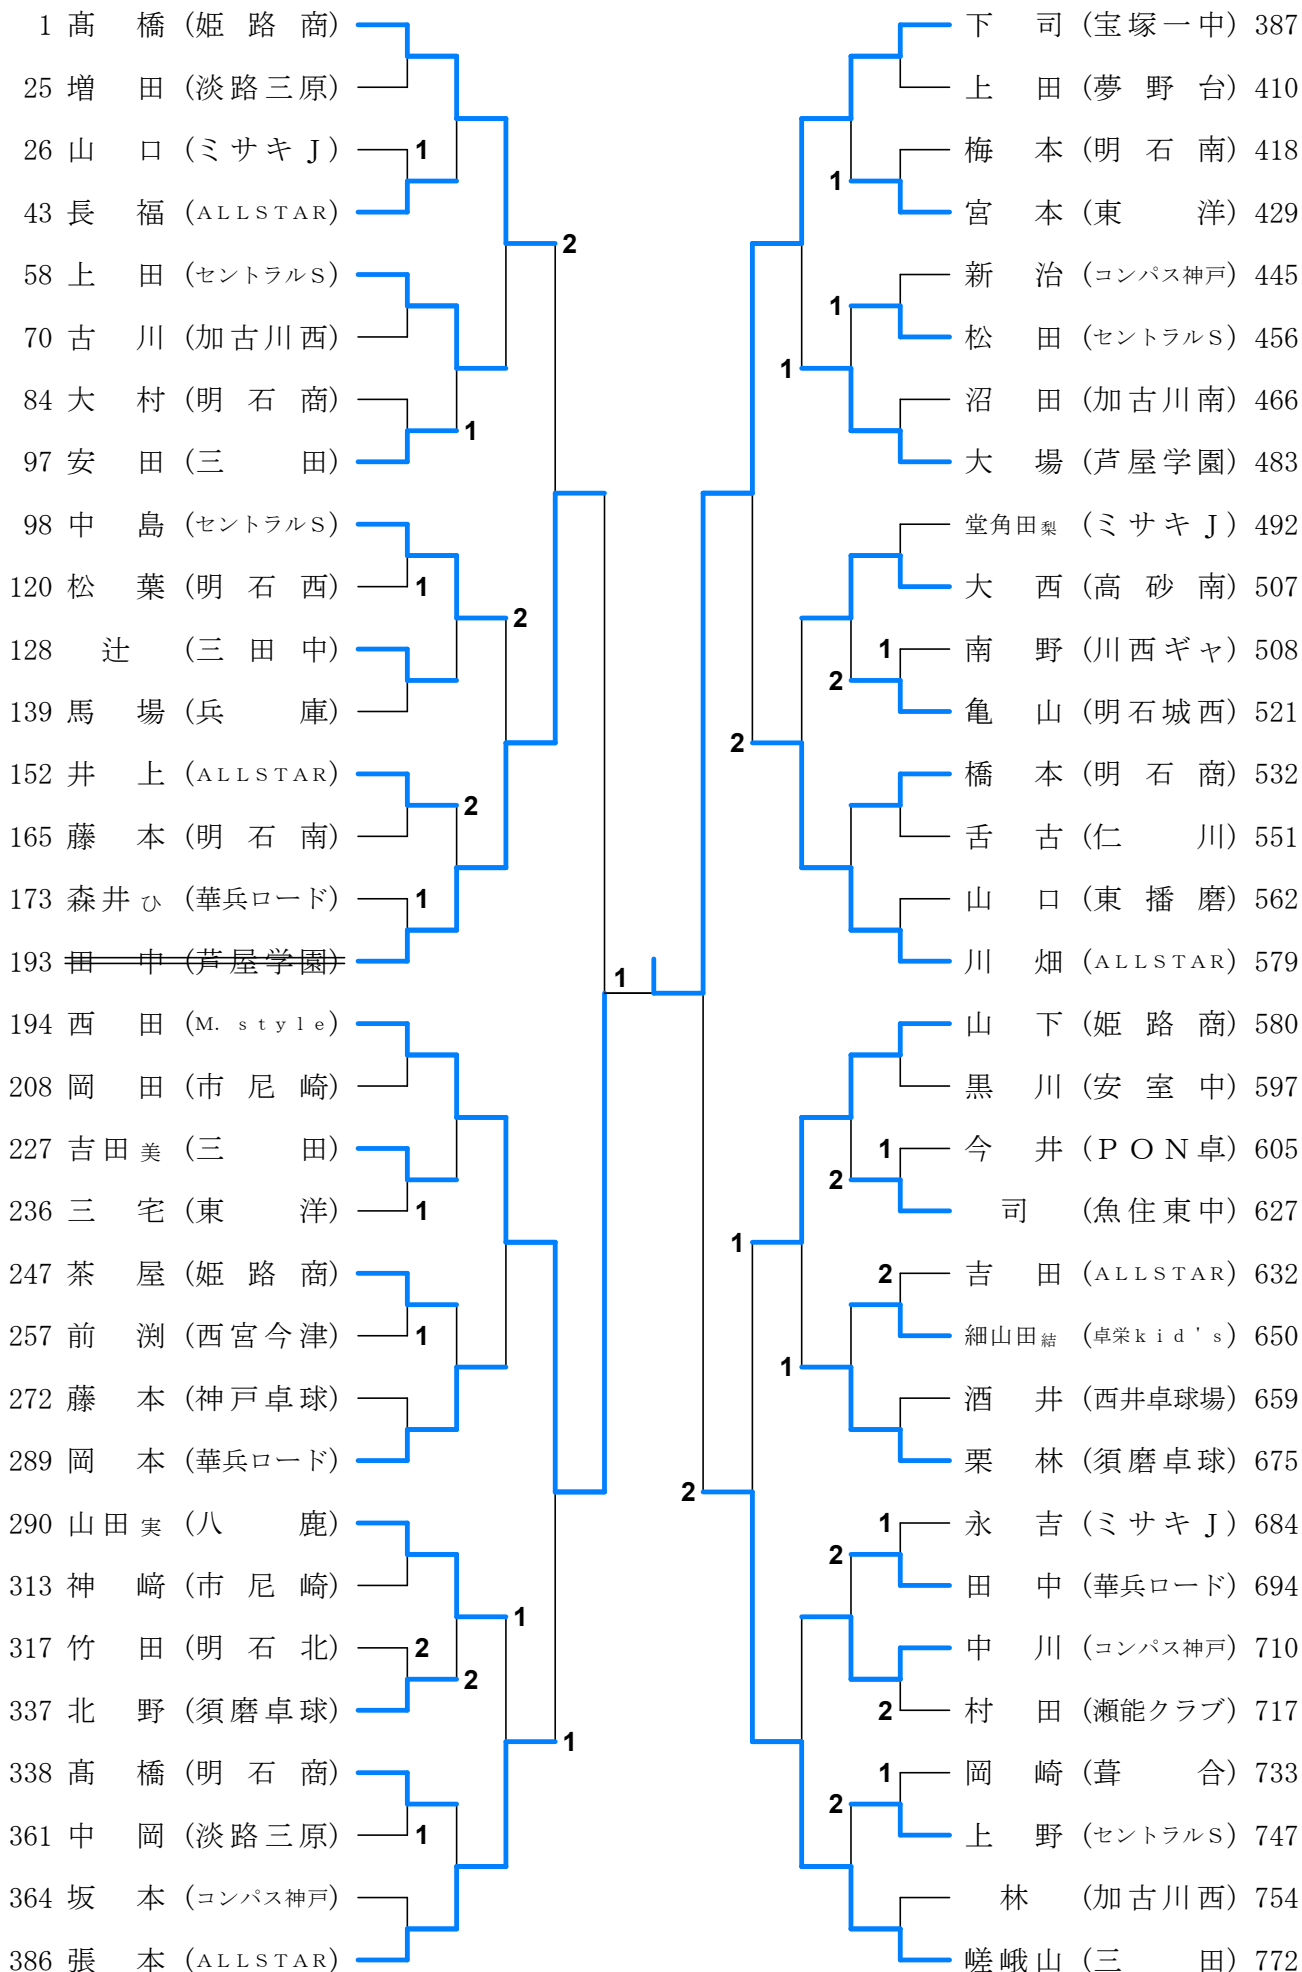 1 髙橋 (姫路商)
25 増田 (淡路三原)
26 山口 (ミサキJ) 1
43 長福 (ALLSTAR)
2
58 上田 (セントラルS)
70 古川 (加古川西)
84 大村 (明石商)
1
97 安田 (三田)
98 中島 (セントラルS)
120 松葉 (明石西) 1
2
128 辻 (三田中)
139 馬場 (兵庫)
152 井上 (ALLSTAR)
2
165 藤本 (明石南)
173 森井ひ (華兵ロード) 1
193 田中 (芦屋学園)
1
194 西田 (M. style)
208 岡田 (市尼崎)
227 吉田美 (三田)
236 三宅 (東洋) 1
247 茶屋 (姫路商)
257 前渕 (西宮今津) 1
272 藤本 (神戸卓球)
289 岡本 (華兵ロード)
290 山田実 (八鹿)
313 神﨑 (市尼崎)
1
317 竹田 (明石北) 2
2
337 北野 (須磨卓球)
1
338 髙橋 (明石商)
361 中岡 (淡路三原) 1
364 坂本 (コンパス神戸)
386 張本 (ALLSTAR)
下司 (宝塚一中) 387
上田 (夢野台) 410
梅本 (明石南) 418
1
宮本 (東洋) 429
新治 (コンパス神戸) 445
1
松田 (セントラルS) 456
1
沼田 (加古川南) 466
大場 (芦屋学園) 483
堂角田梨 (ミサキJ) 492
大西 (高砂南) 507
1 南野 (川西ギャ) 508
2
亀山 (明石城西) 521
2
橋本 (明石商) 532
舌古 (仁川) 551
山口 (東播磨) 562
川畑 (ALLSTAR) 579
山下 (姫路商) 580
黒川 (安室中) 597
1 今井 (PON卓) 605
2
司 (魚住東中) 627
1
2 吉田 (ALLSTAR) 632
細山田結 (卓栄kid's) 650
1
酒井 (西井卓球場) 659
栗林 (須磨卓球) 675
2
1 永吉 (ミサキJ) 684
2
田中 (華兵ロード) 694
中川 (コンパス神戸) 710
2 村田 (瀬能クラブ) 717
1 岡崎 (葺合) 733
2
上野 (セントラルS) 747
林 (加古川西) 754
嵯峨山 (三田) 772